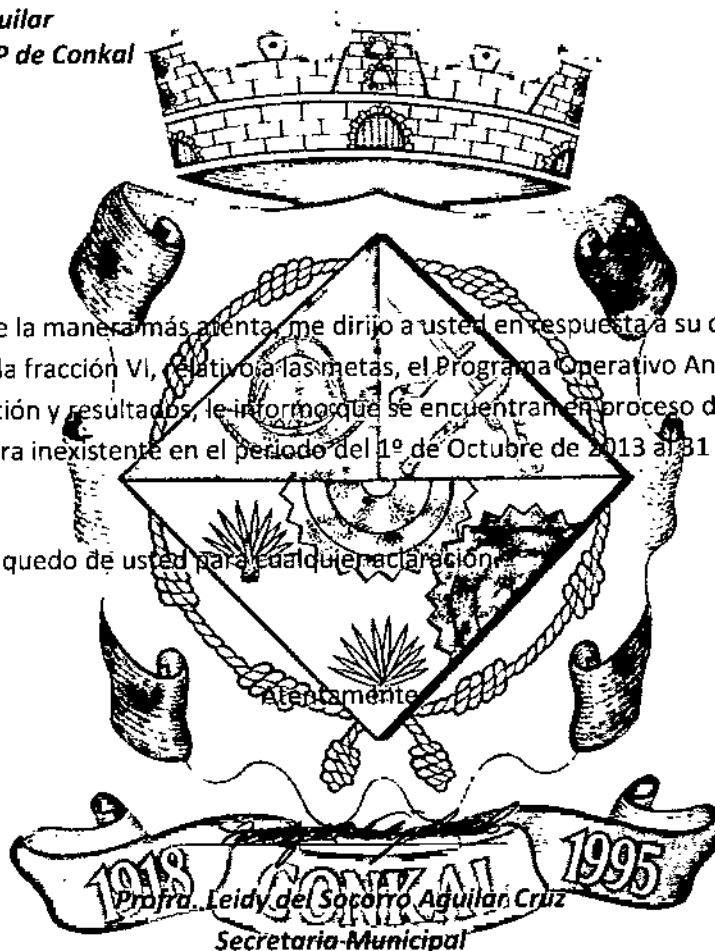 uilar
P de Conkal
e la manera más atenta, me dirijo a usted en respuesta a su
la fracción VI, relativo a las metas, el Programa Operativo An
ción y resultados, le informo que se encuentran en proceso d
ra inexistente en el periodo del 1º de Octubre de 2013 al 31
quedo de usted para cualquier aclaración.
Atentamente
1918 CONKAL 1995
Profra. Leidy del Socorro Aguilar Cruz
Secretaria Municipal